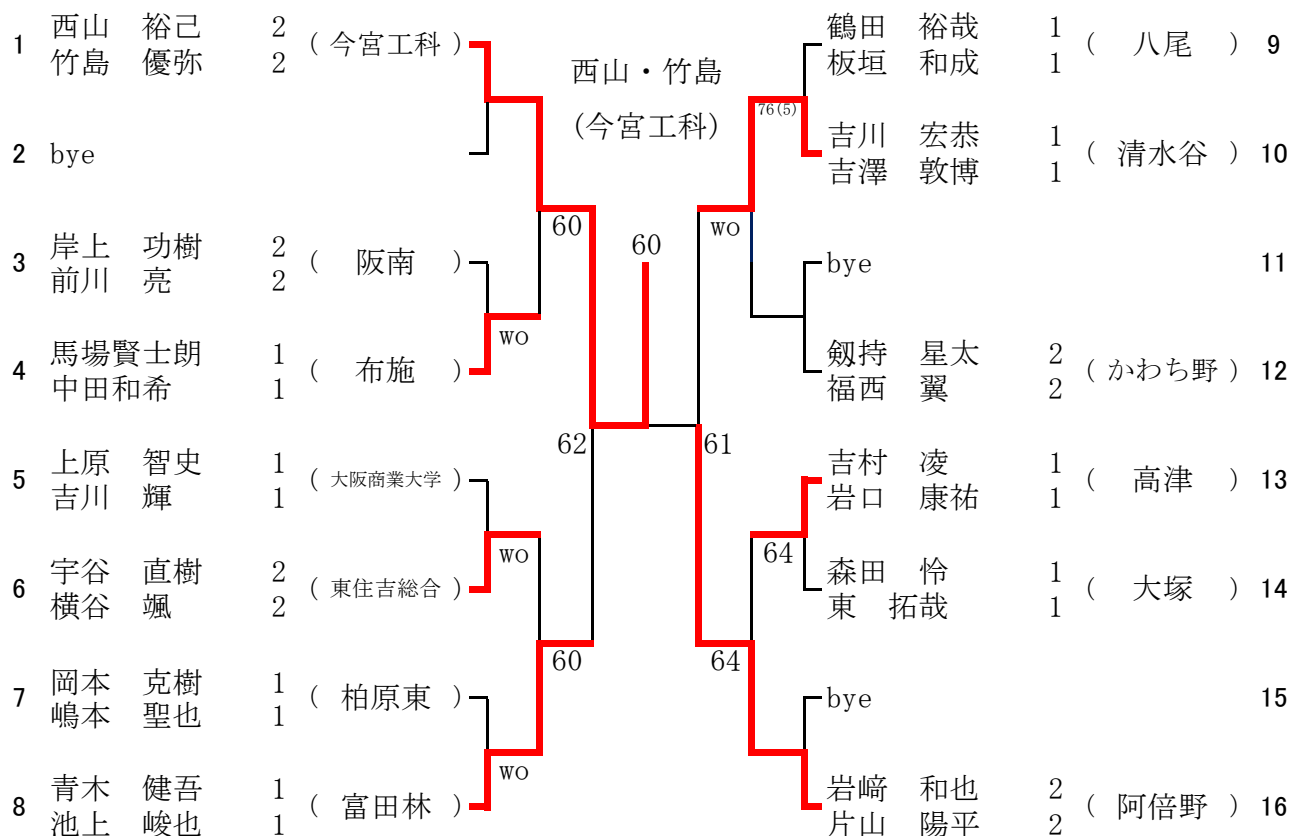 1 西山　裕己 2 ( 今宮工科 )
竹島　優弥 2
2 bye
3 岸上　功樹 2 ( 阪南 )
前川　亮 2
4 馬場賢士朗 1 ( 布施 )
中田和希 1
5 上原　智史 1 ( 大阪商業大学 )
吉川　輝 1
6 宇谷　直樹 2 ( 東住吉総合 )
横谷　颯 2
7 岡本　克樹 1 ( 柏原東 )
嶋本　聖也 1
8 青木　健吾 1 ( 富田林 )
池上　峻也 1
wo
wo
wo
60
60
62
西山・竹島
(今宮工科)
60
76(5)
wo
61
64
64
鶴田　裕哉 1 ( 八尾 ) 9
板垣　和成 1
吉川　宏恭 1 ( 清水谷 ) 10
吉澤　敦博 1
bye 11
剱持　星太 2 ( かわち野 ) 12
福西　翼 2
吉村　凌 1 ( 高津 ) 13
岩口　康祐 1
森田　怜 1 ( 大塚 ) 14
東　拓哉 1
bye 15
岩﨑　和也 2 ( 阿倍野 ) 16
片山　陽平 2